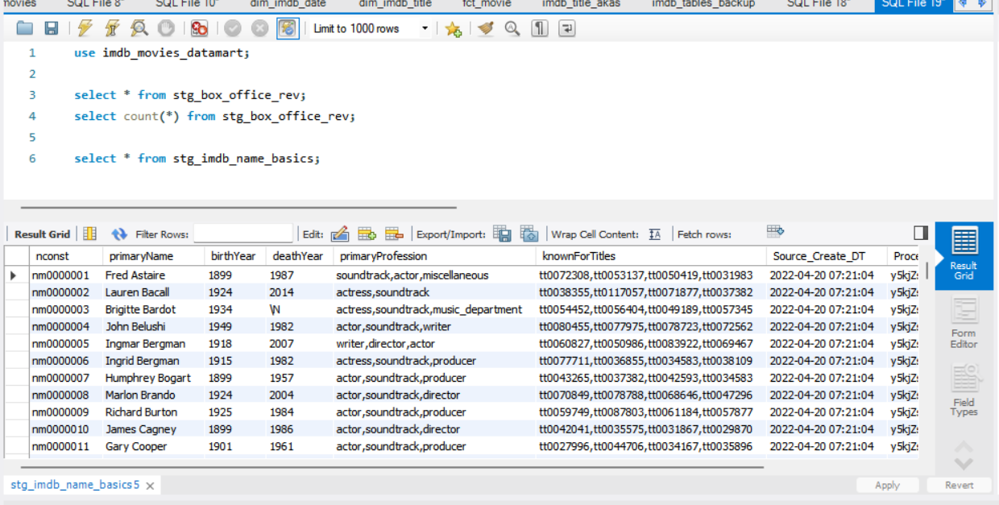 movies SQL File 8* SQL File 10* dim_imdb_date dim_imdb_title fct_movie imdb_title_akas imdb_tables_backup SQL File 18* SQL File 19*
Limit to 1000 rows
1 use imdb_movies_datamart;
2
3 select * from stg_box_office_rev;
4 select count(*) from stg_box_office_rev;
5
6 select * from stg_imdb_name_basics;
Result Grid Filter Rows: Edit: Export/Import: Wrap Cell Content: Fetch rows:
nconst primaryName birthYear deathYear primaryProfession knownForTitles Source_Create_DT Proce
nm0000001 Fred Astaire 1899 1987 soundtrack,actor,miscellaneous tt0072308,tt0053137,tt0050419,tt0031983 2022-04-20 07:21:04 y5kjZ
nm0000002 Lauren Bacall 1924 2014 actress,soundtrack tt0038355,tt0117057,tt0071877,tt0037382 2022-04-20 07:21:04 y5kjZ
nm0000003 Brigitte Bardot 1934 \N actress,soundtrack,music_department tt0054452,tt0056404,tt0049189,tt0057345 2022-04-20 07:21:04 y5kjZ
nm0000004 John Belushi 1949 1982 actor,soundtrack,writer tt0080455,tt0077975,tt0078723,tt0072562 2022-04-20 07:21:04 y5kjZ
nm0000005 Ingmar Bergman 1918 2007 writer,director,actor tt0060827,tt0050986,tt0083922,tt0069467 2022-04-20 07:21:04 y5kjZ
nm0000006 Ingrid Bergman 1915 1982 actress,soundtrack,producer tt0077711,tt0036855,tt0034583,tt0038109 2022-04-20 07:21:04 y5kjZ
nm0000007 Humphrey Bogart 1899 1957 actor,soundtrack,producer tt0043265,tt0037382,tt0042593,tt0034583 2022-04-20 07:21:04 y5kjZ
nm0000008 Marlon Brando 1924 2004 actor,soundtrack,director tt0070849,tt0078788,tt0068646,tt0047296 2022-04-20 07:21:04 y5kjZ
nm0000009 Richard Burton 1925 1984 actor,soundtrack,producer tt0059749,tt0087803,tt0061184,tt0057877 2022-04-20 07:21:04 y5kjZ
nm0000010 James Cagney 1899 1986 actor,soundtrack,director tt0042041,tt0035575,tt0031867,tt0029870 2022-04-20 07:21:04 y5kjZ
nm0000011 Gary Cooper 1901 1961 actor,soundtrack,producer tt0027996,tt0044706,tt0034167,tt0035896 2022-04-20 07:21:04 y5kjZ
Result
Grid
Form
Editor
Field
Types
stg_imdb_name_basics5
Apply Revert